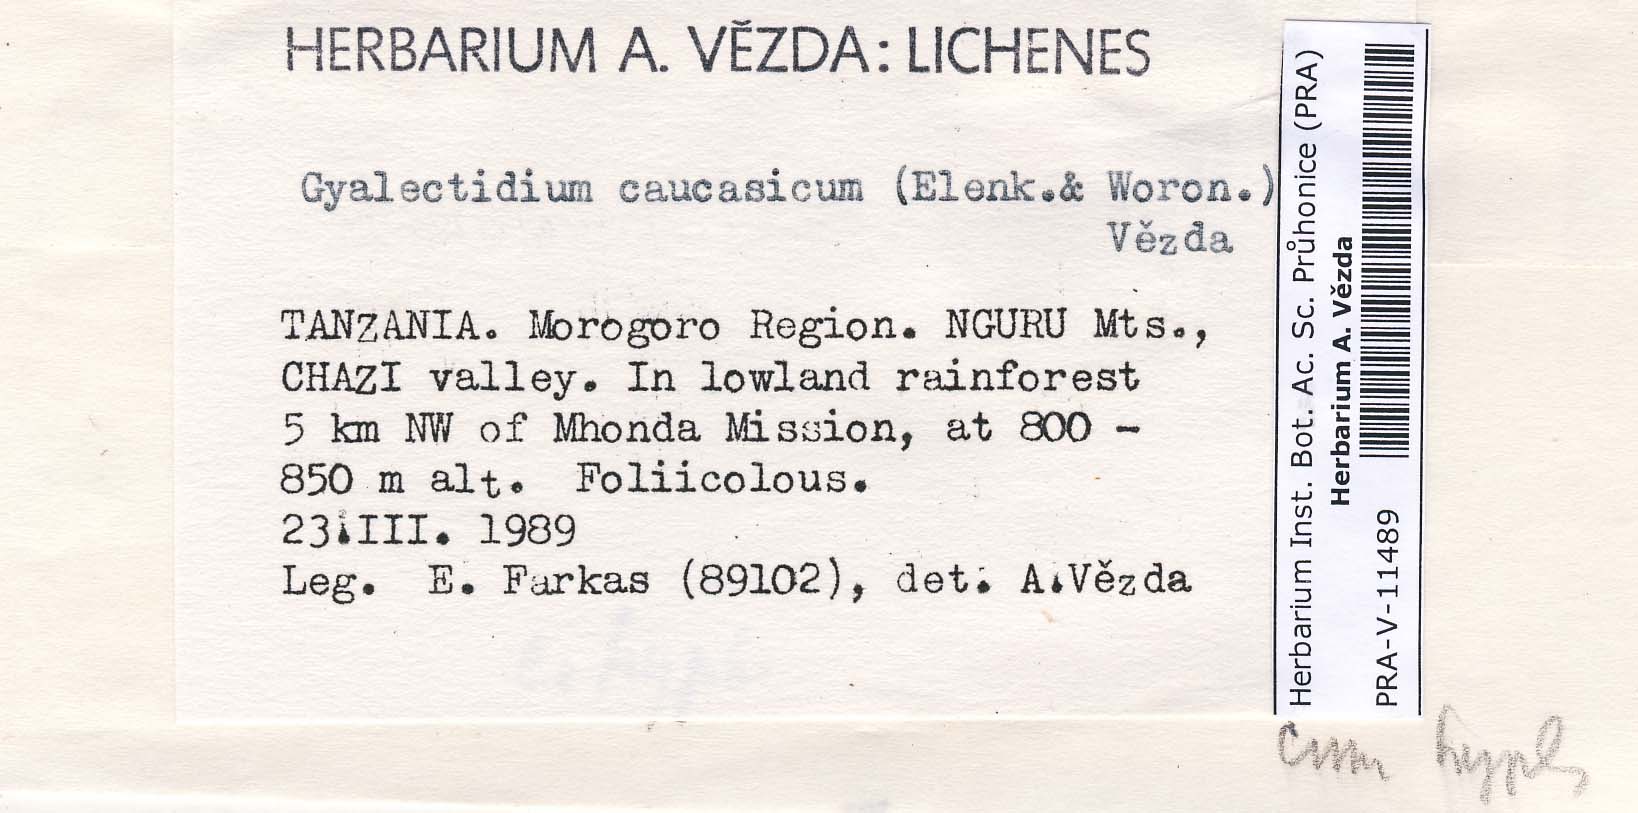 HERBARIUM A. VĚZDA: LICHENES
Gyalectidium caucasicum (Elenk.& Woron.)
Vězda
TANZANIA. Morogoro Region. NGURU Mts.,
CHAZI valley. In lowland rainforest
5 km NW of Mhonda Mission, at 800 -
850 m alt. Foliicolous.
23.III. 1989
Leg. E. Farkas (89102), det. A.Vězda
Herbarium Inst. Bot. Ac. Sc. Průhonice (PRA)
Herbarium A. Vězda
PRA-V-11489